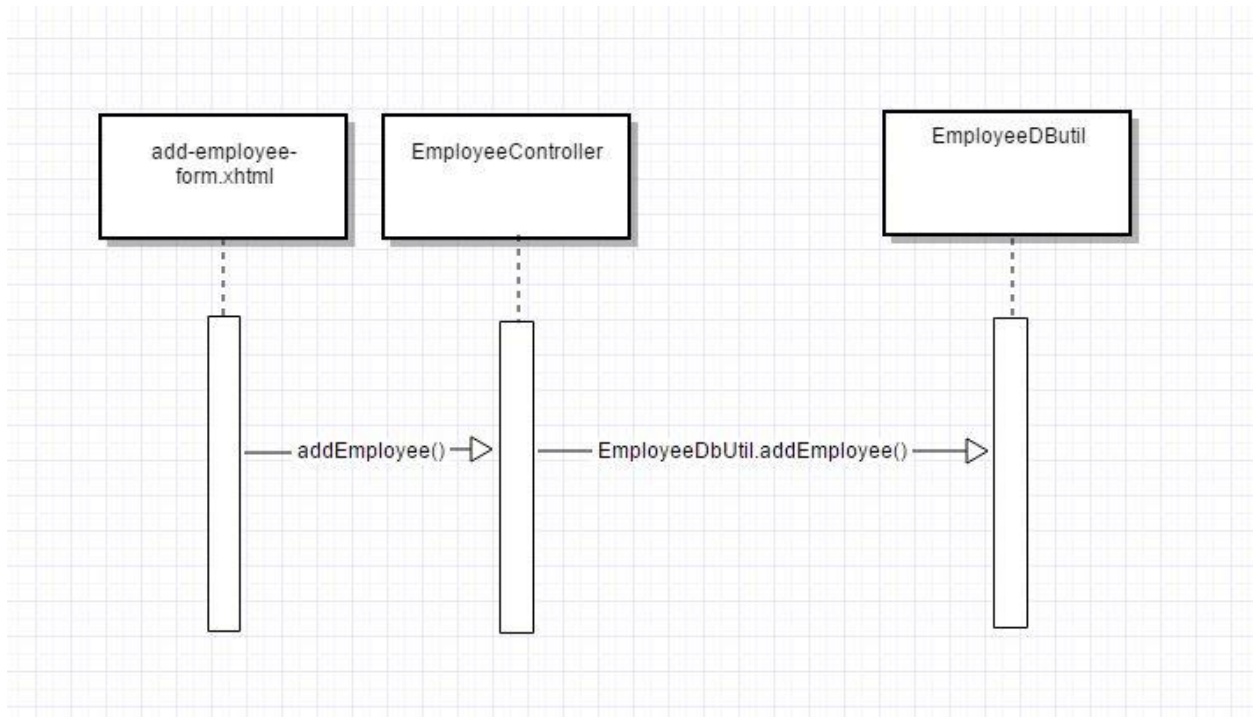 add-employee-
form.xhtml
EmployeeController
EmployeeDButil
addEmployee()
EmployeeDbUtil.addEmployee()